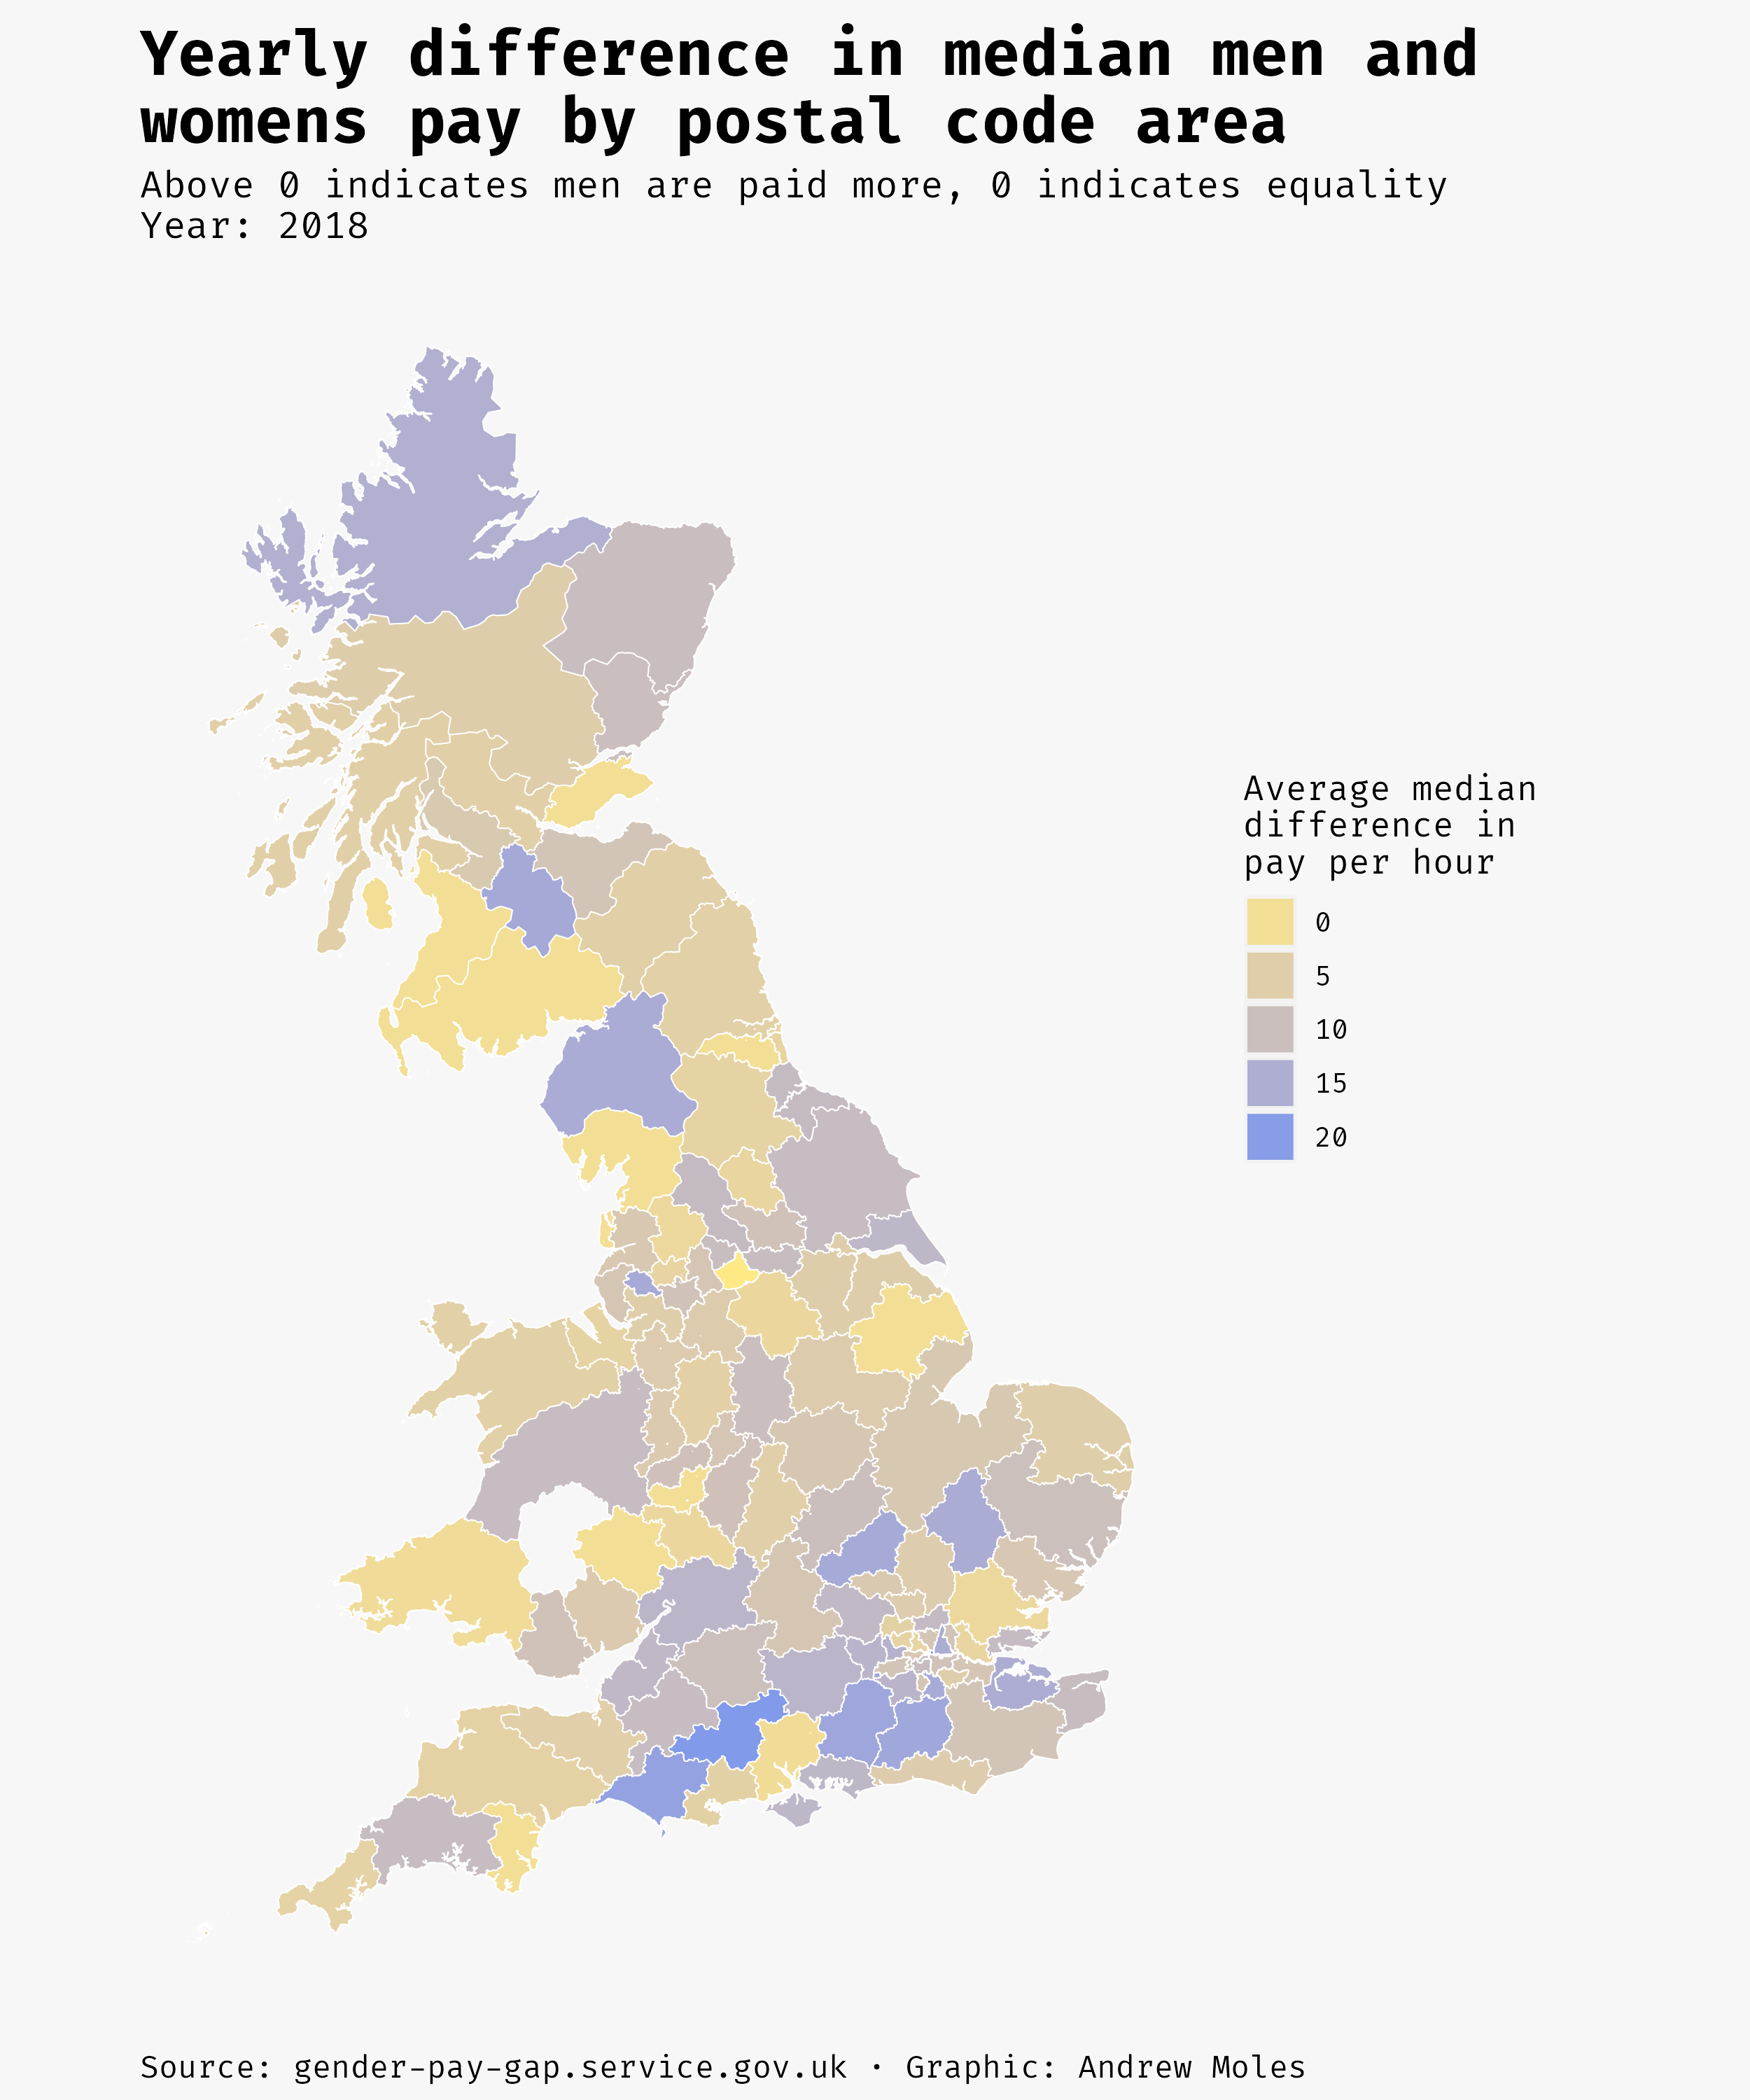 Yearly difference in median men and
womens pay by postal code area
Above 0 indicates men are paid more, 0 indicates equality
Year: 2018
Average median
difference in
pay per hour
0
5
10
15
20
Source: gender-pay-gap.service.gov.uk · Graphic: Andrew Moles